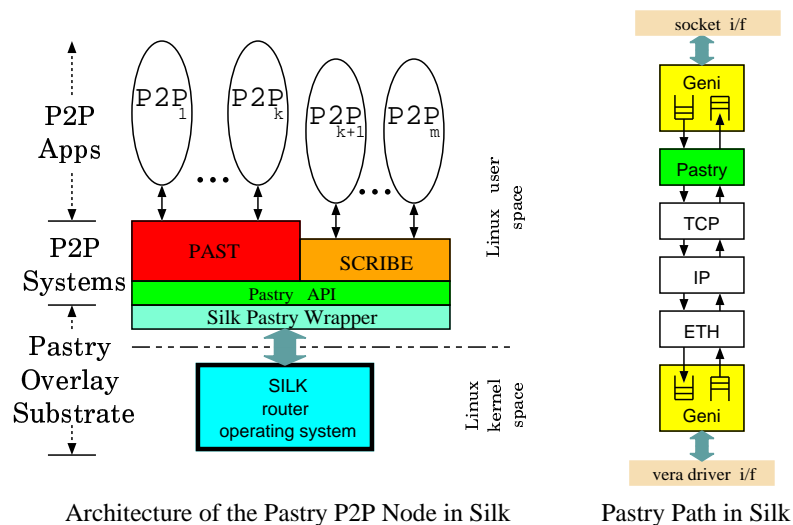 P2P
Apps
P2P
Systems
Pastry
Overlay
Substrate
P2P1
P2Pk
P2Pk+1
P2Pm
...
...
PAST
SCRIBE
Pastry API
Silk Pastry Wrapper
SILK
router
operating system
Linux user
space
Linux
kernel
space
Architecture of the Pastry P2P Node in Silk
socket i/f
Geni
Pastry
TCP
IP
ETH
Geni
vera driver i/f
Pastry Path in Silk